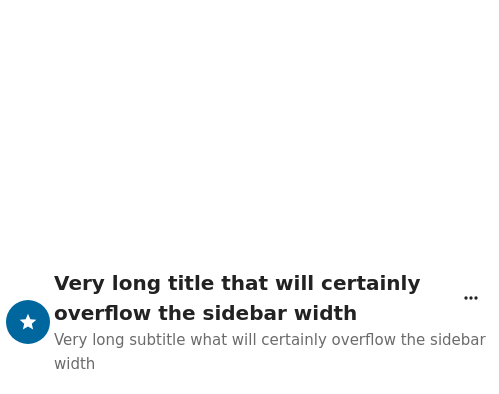 Very long title that will certainly
overflow the sidebar width
Very long subtitle what will certainly overflow the sidebar
width